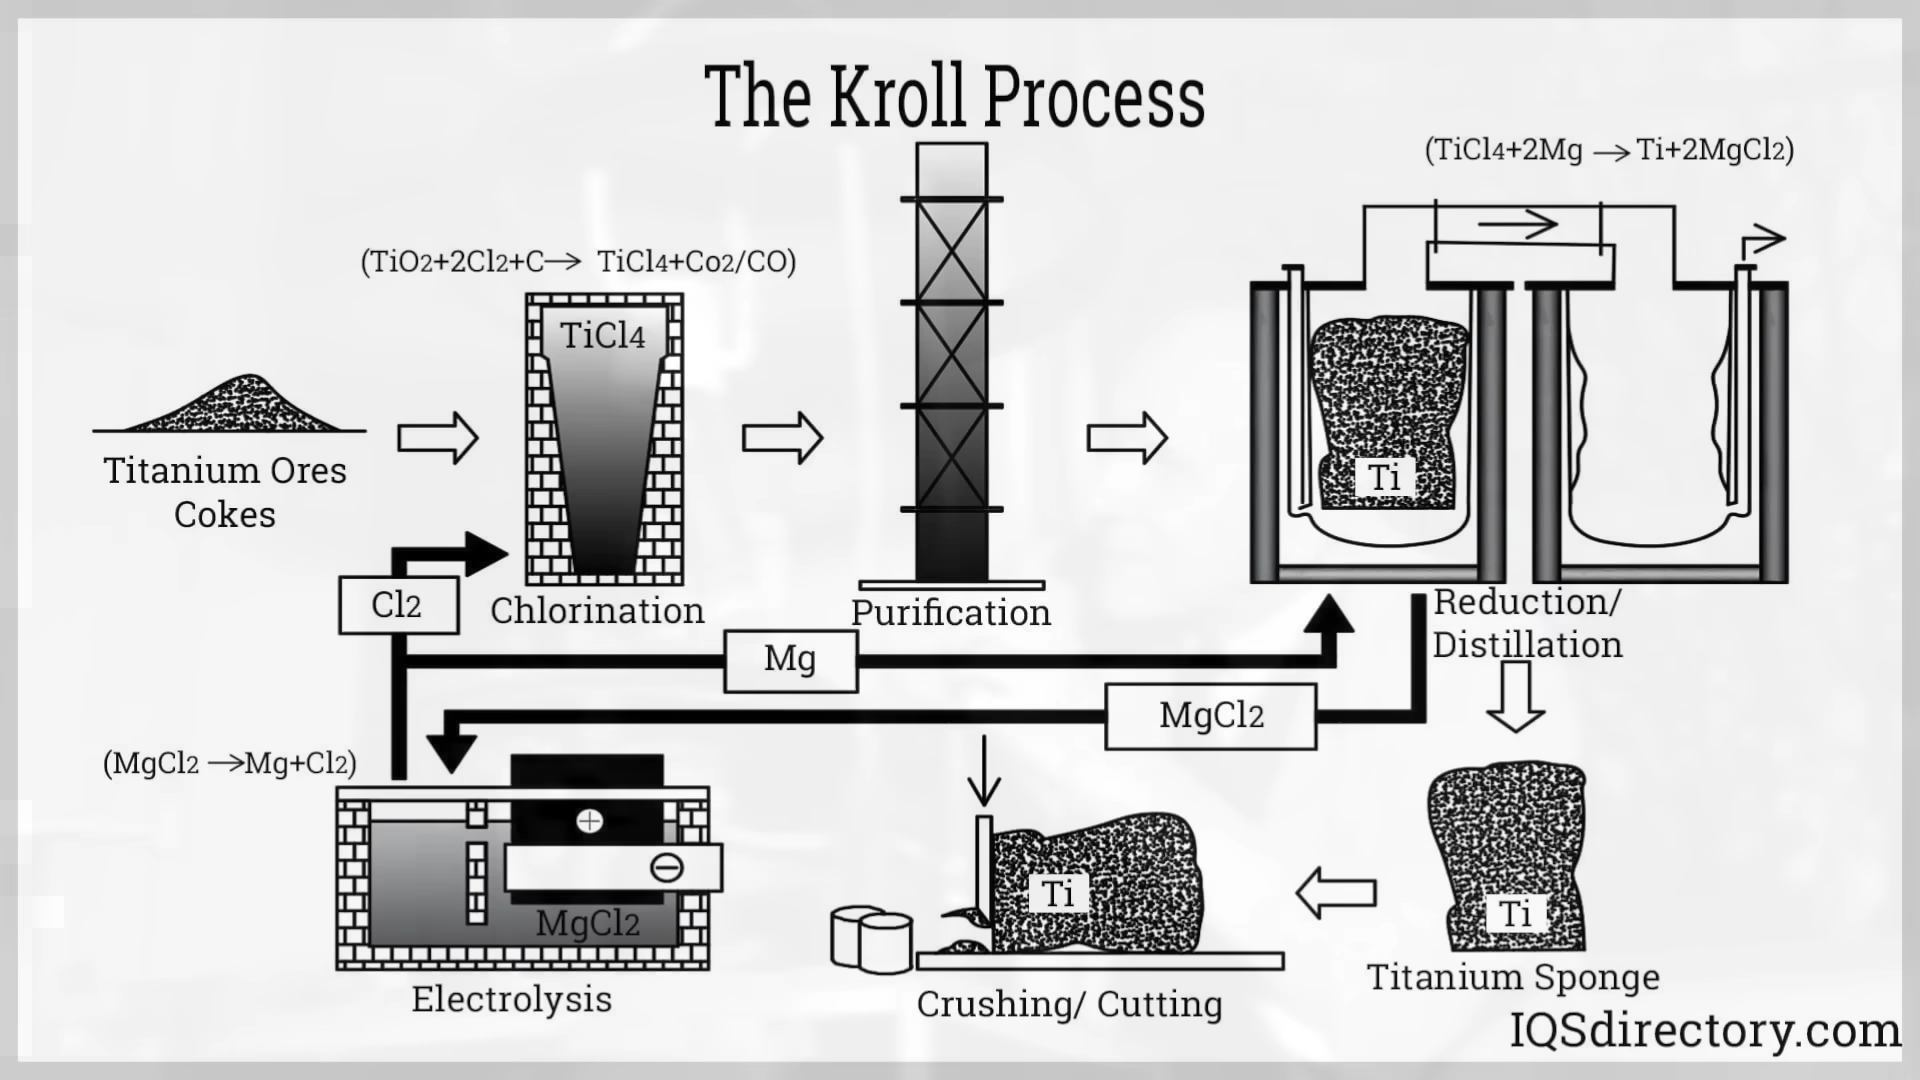 The Kroll Process
(TiCl4+2Mg → Ti+2MgCl2)
(TiO2+2Cl2+C→ TiCl4+Co2/CO)
TiCl4
Titanium Ores
Cokes
Ti
Cl2
Chlorination
Purification
Reduction/
Distillation
Mg
MgCl2
(MgCl2 →Mg+Cl2)
+
−
MgCl2
Electrolysis
Ti
Crushing/ Cutting
Ti
Titanium Sponge
IQSdirectory.com